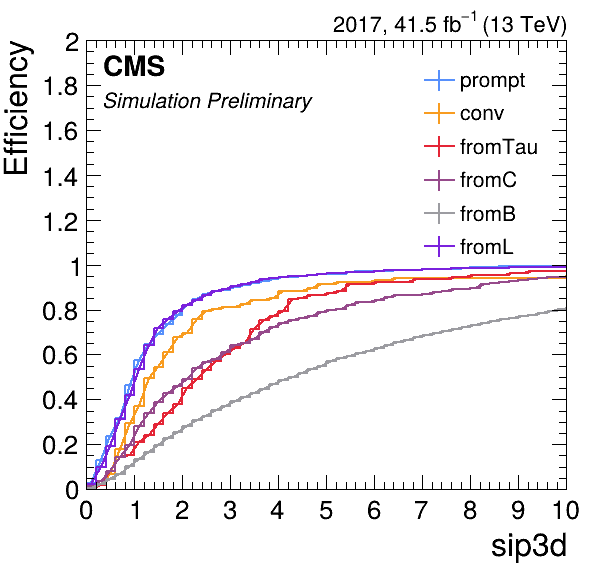 2017, 41.5 fb⁻¹ (13 TeV)
Efficiency
CMS
Simulation Preliminary
prompt
conv
fromTau
fromC
fromB
fromL
2
1.8
1.6
1.4
1.2
1
0.8
0.6
0.4
0.2
0
0 1 2 3 4 5 6 7 8 9 10
sip3d